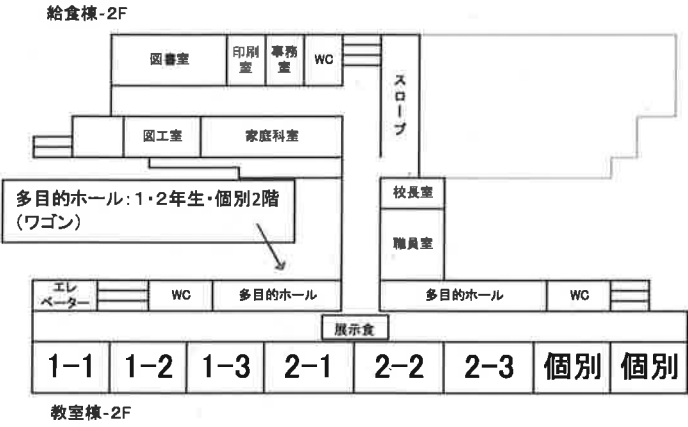 給食棟-2F
図書室
印刷
室
事務
室
WC
スロープ
図工室
家庭科室
多目的ホール:1・2年生・個別2階
(ワゴン)
校長室
職員室
エレ
ベーター
WC
多目的ホール
多目的ホール
WC
展示食
1-1
1-2
1-3
2-1
2-2
2-3
個別
個別
教室棟-2F